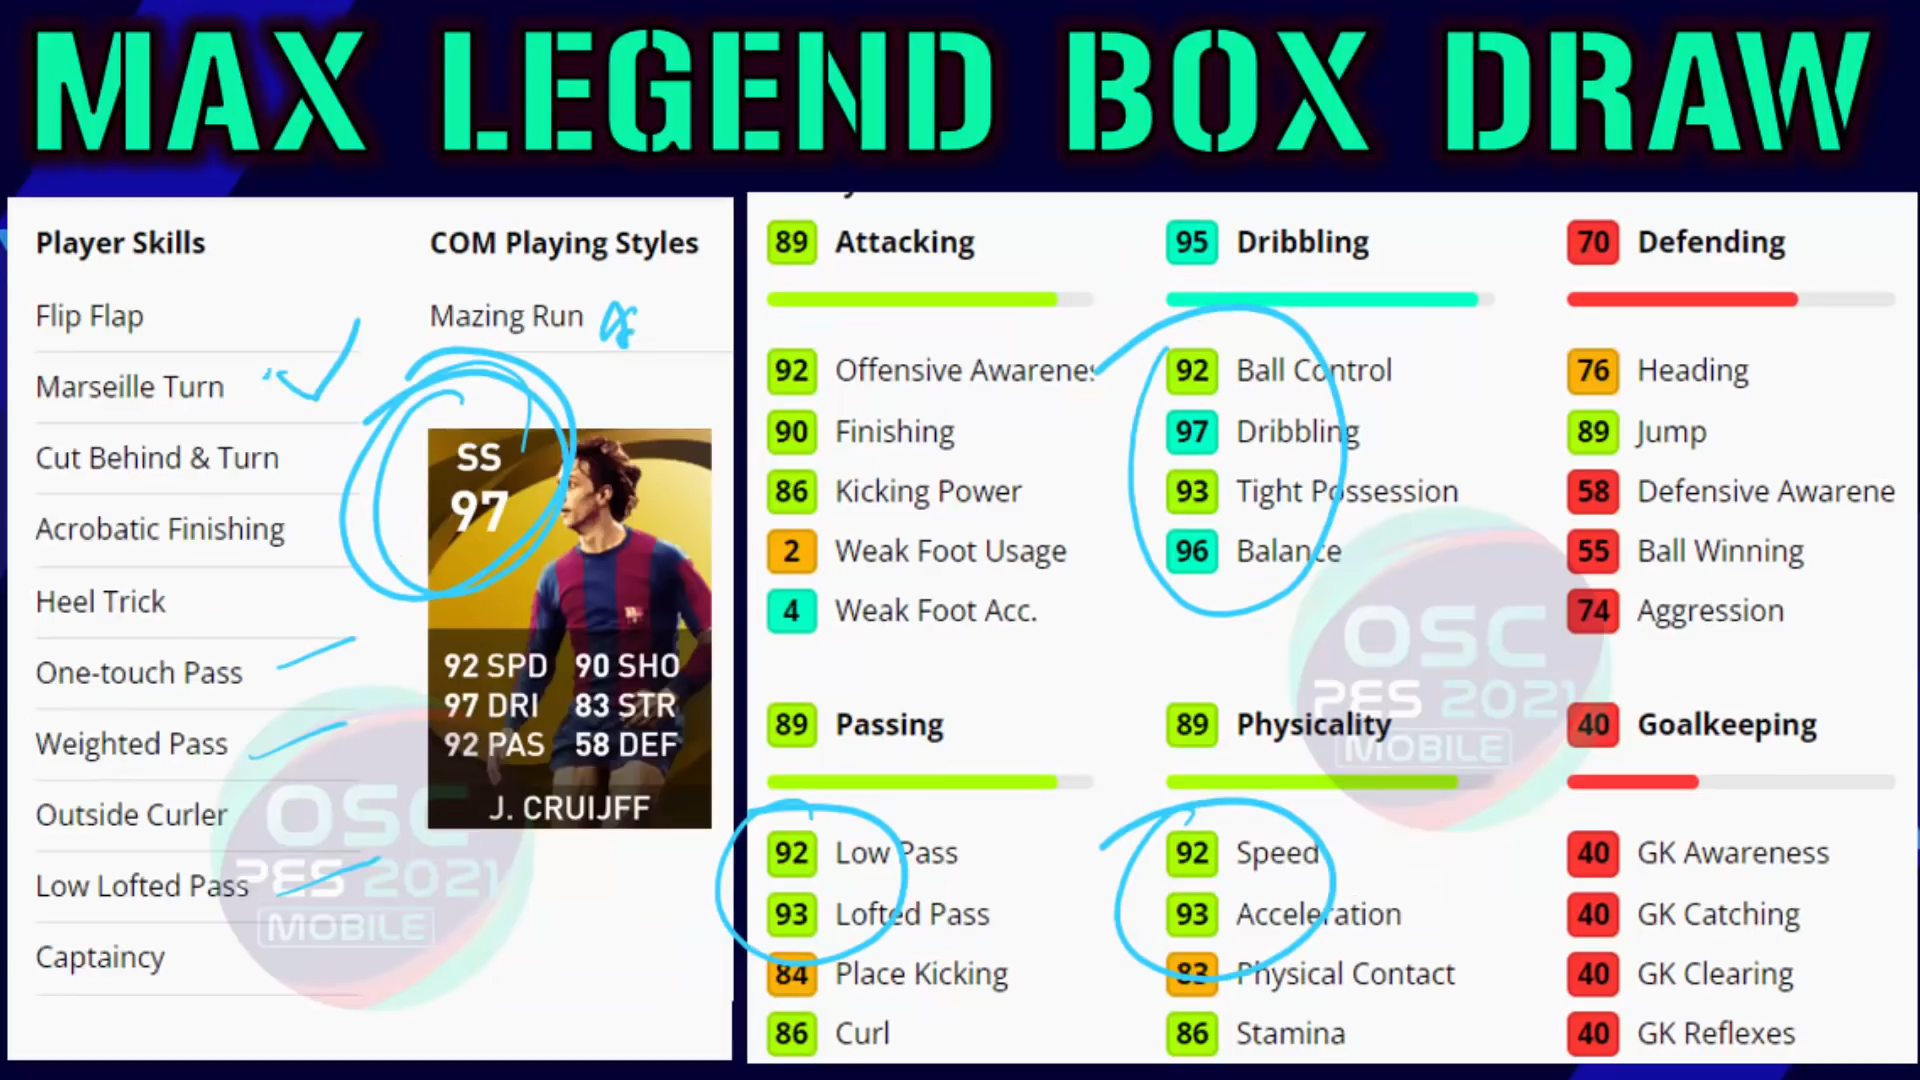 MAX LEGEND BOX DRAW
Player Skills
Flip Flap
Marseille Turn
Cut Behind & Turn
Acrobatic Finishing
Heel Trick
One-touch Pass
Weighted Pass
Outside Curler
Low Lofted Pass
Captaincy
COM Playing Styles
Mazing Run
SS
97
92 SPD 90 SHO
97 DRI 83 STR
92 PAS 58 DEF
J. CRUIJFF
OSC
PES 2021
MOBILE
89 Attacking
92 Offensive Awarenes
90 Finishing
86 Kicking Power
2 Weak Foot Usage
4 Weak Foot Acc.
95 Dribbling
92 Ball Control
97 Dribbling
93 Tight Possession
96 Balance
70 Defending
76 Heading
89 Jump
58 Defensive Awarene
55 Ball Winning
74 Aggression
89 Passing
92 Low Pass
93 Lofted Pass
84 Place Kicking
86 Curl
89 Physicality
92 Speed
93 Acceleration
83 Physical Contact
86 Stamina
40 Goalkeeping
40 GK Awareness
40 GK Catching
40 GK Clearing
40 GK Reflexes
OSC
PES 2021
MOBILE